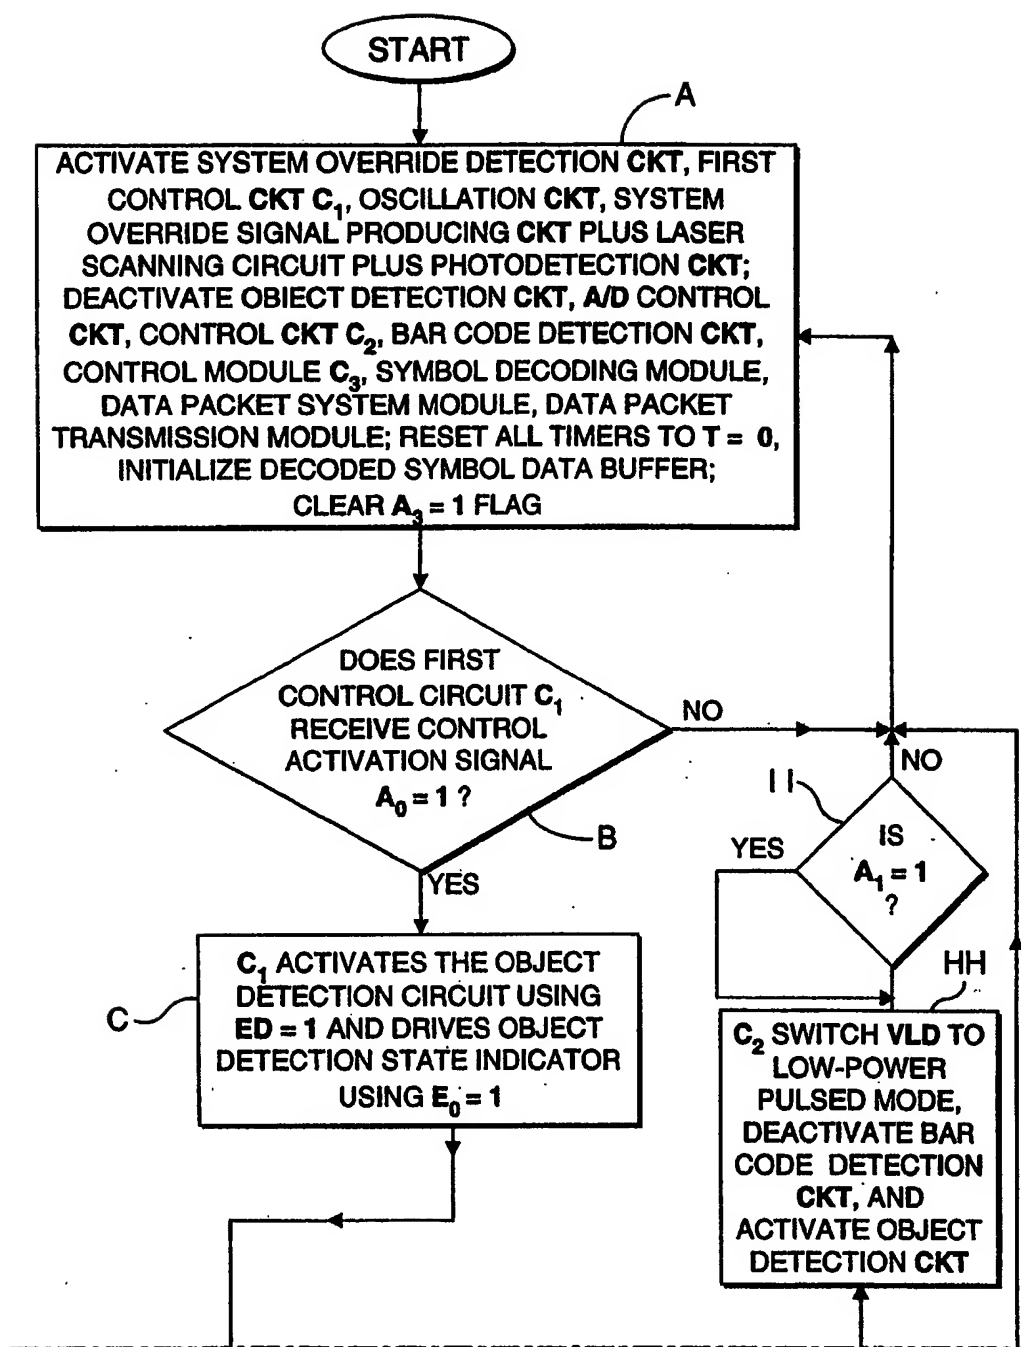 START
A
ACTIVATE SYSTEM OVERRIDE DETECTION CKT, FIRST
CONTROL CKT C₁, OSCILLATION CKT, SYSTEM
OVERRIDE SIGNAL PRODUCING CKT PLUS LASER
SCANNING CIRCUIT PLUS PHOTODETECTION CKT;
DEACTIVATE OBIECT DETECTION CKT, A/D CONTROL
CKT, CONTROL CKT C₂, BAR CODE DETECTION CKT,
CONTROL MODULE C₃, SYMBOL DECODING MODULE,
DATA PACKET SYSTEM MODULE, DATA PACKET
TRANSMISSION MODULE; RESET ALL TIMERS TO T = 0,
INITIALIZE DECODED SYMBOL DATA BUFFER;
CLEAR A₃ = 1 FLAG
DOES FIRST
CONTROL CIRCUIT C₁
RECEIVE CONTROL
ACTIVATION SIGNAL
A₀ = 1 ?
NO
B
YES
NO
II
YES
IS
A₁ = 1
?
C₁ ACTIVATES THE OBJECT
DETECTION CIRCUIT USING
ED = 1 AND DRIVES OBJECT
DETECTION STATE INDICATOR
USING E₀ = 1
C
HH
C₂ SWITCH VLD TO
LOW-POWER
PULSED MODE,
DEACTIVATE BAR
CODE DETECTION
CKT, AND
ACTIVATE OBJECT
DETECTION CKT